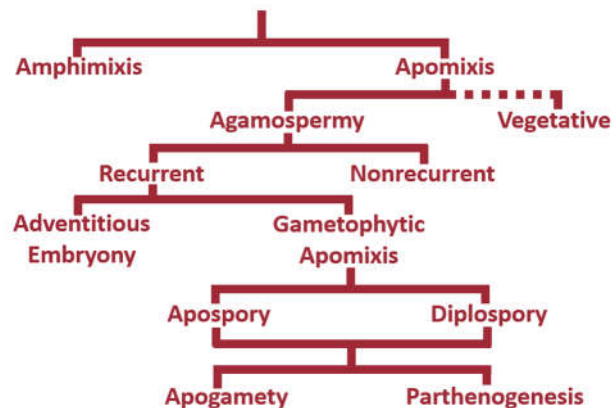 Amphimixis
Apomixis
Agamospermy
Vegetative
Recurrent
Nonrecurrent
Adventitious
Embryony
Gametophytic
Apomixis
Apospory
Diplospory
Apogamety
Parthenogenesis